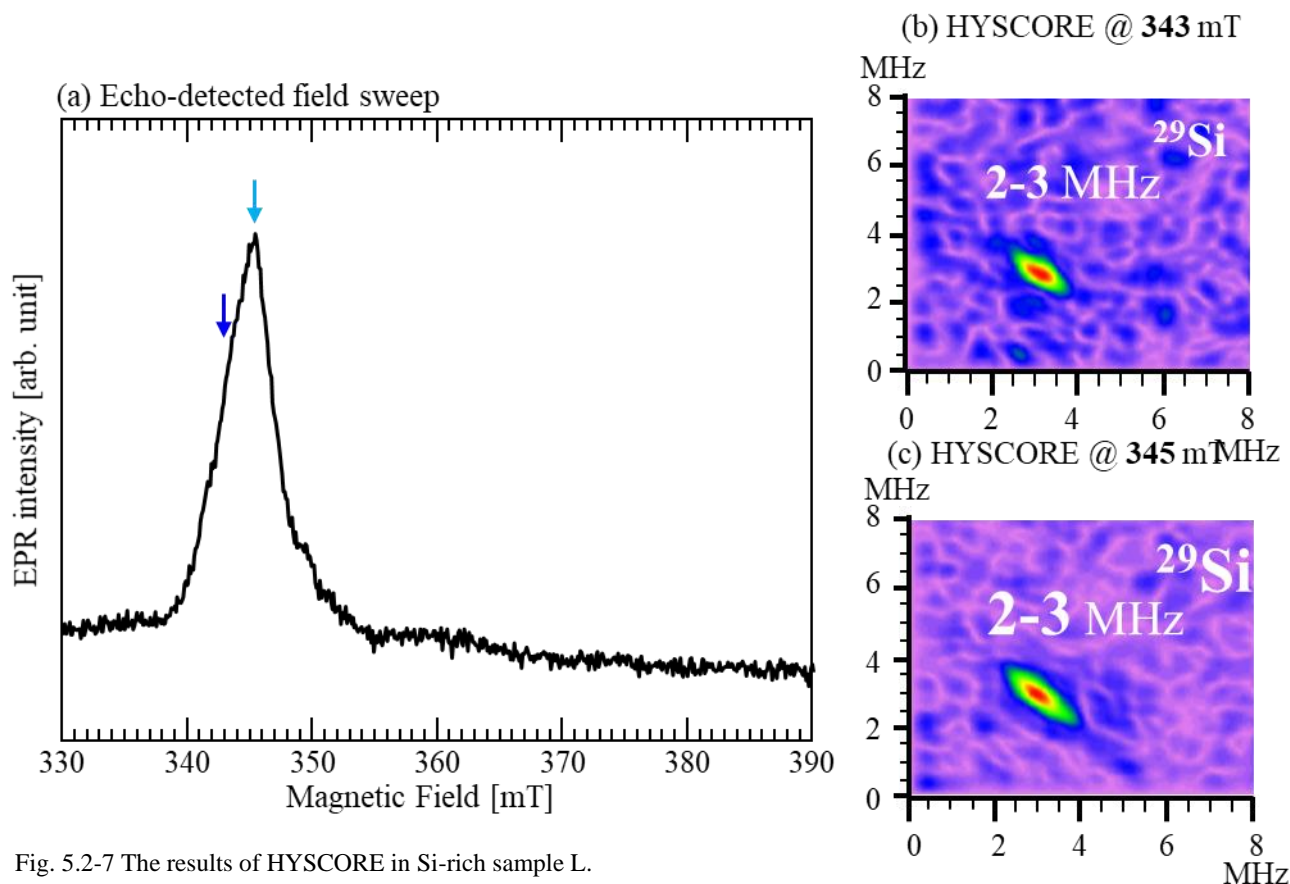 (a) Echo-detected field sweep
EPR intensity [arb. unit]
330 340 350 360 370 380 390
Magnetic Field [mT]
(b) HYSCORE @ 343 mT
MHz
8
6
4
2
0
29Si
2-3 MHz
0 2 4 6 8
MHz
(c) HYSCORE @ 345 mT
MHz
8
6
4
2
0
29Si
2-3 MHz
0 2 4 6 8
MHz
Fig. 5.2-7 The results of HYSCORE in Si-rich sample L.